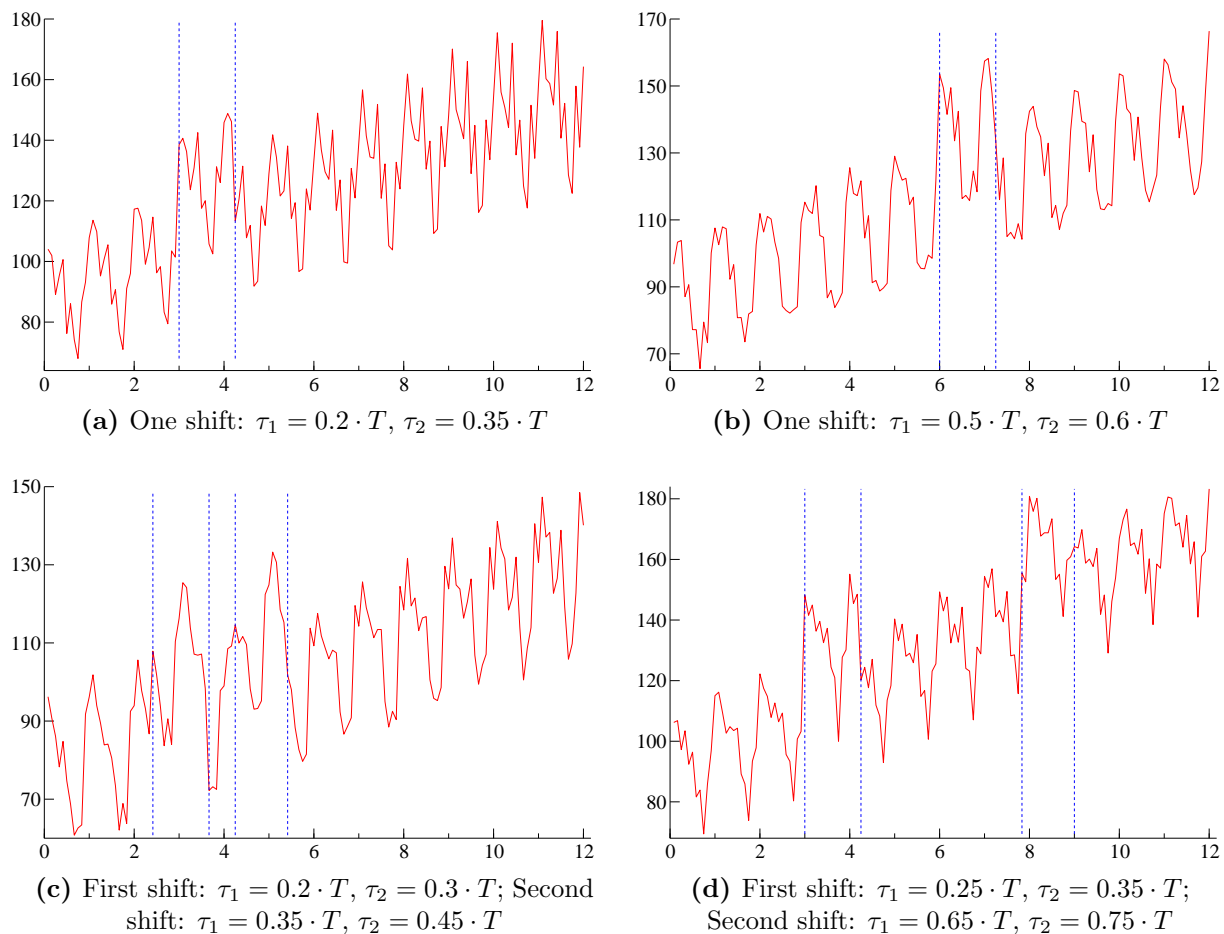 180
160
140
120
100
80
0 2 4 6 8 10 12
(a) One shift: τ₁ = 0.2 · T, τ₂ = 0.35 · T
170
150
130
110
90
70
0 2 4 6 8 10 12
(b) One shift: τ₁ = 0.5 · T, τ₂ = 0.6 · T
150
130
110
90
70
0 2 4 6 8 10 12
(c) First shift: τ₁ = 0.2 · T, τ₂ = 0.3 · T; Second
shift: τ₁ = 0.35 · T, τ₂ = 0.45 · T
180
160
140
120
100
80
0 2 4 6 8 10 12
(d) First shift: τ₁ = 0.25 · T, τ₂ = 0.35 · T;
Second shift: τ₁ = 0.65 · T, τ₂ = 0.75 · T